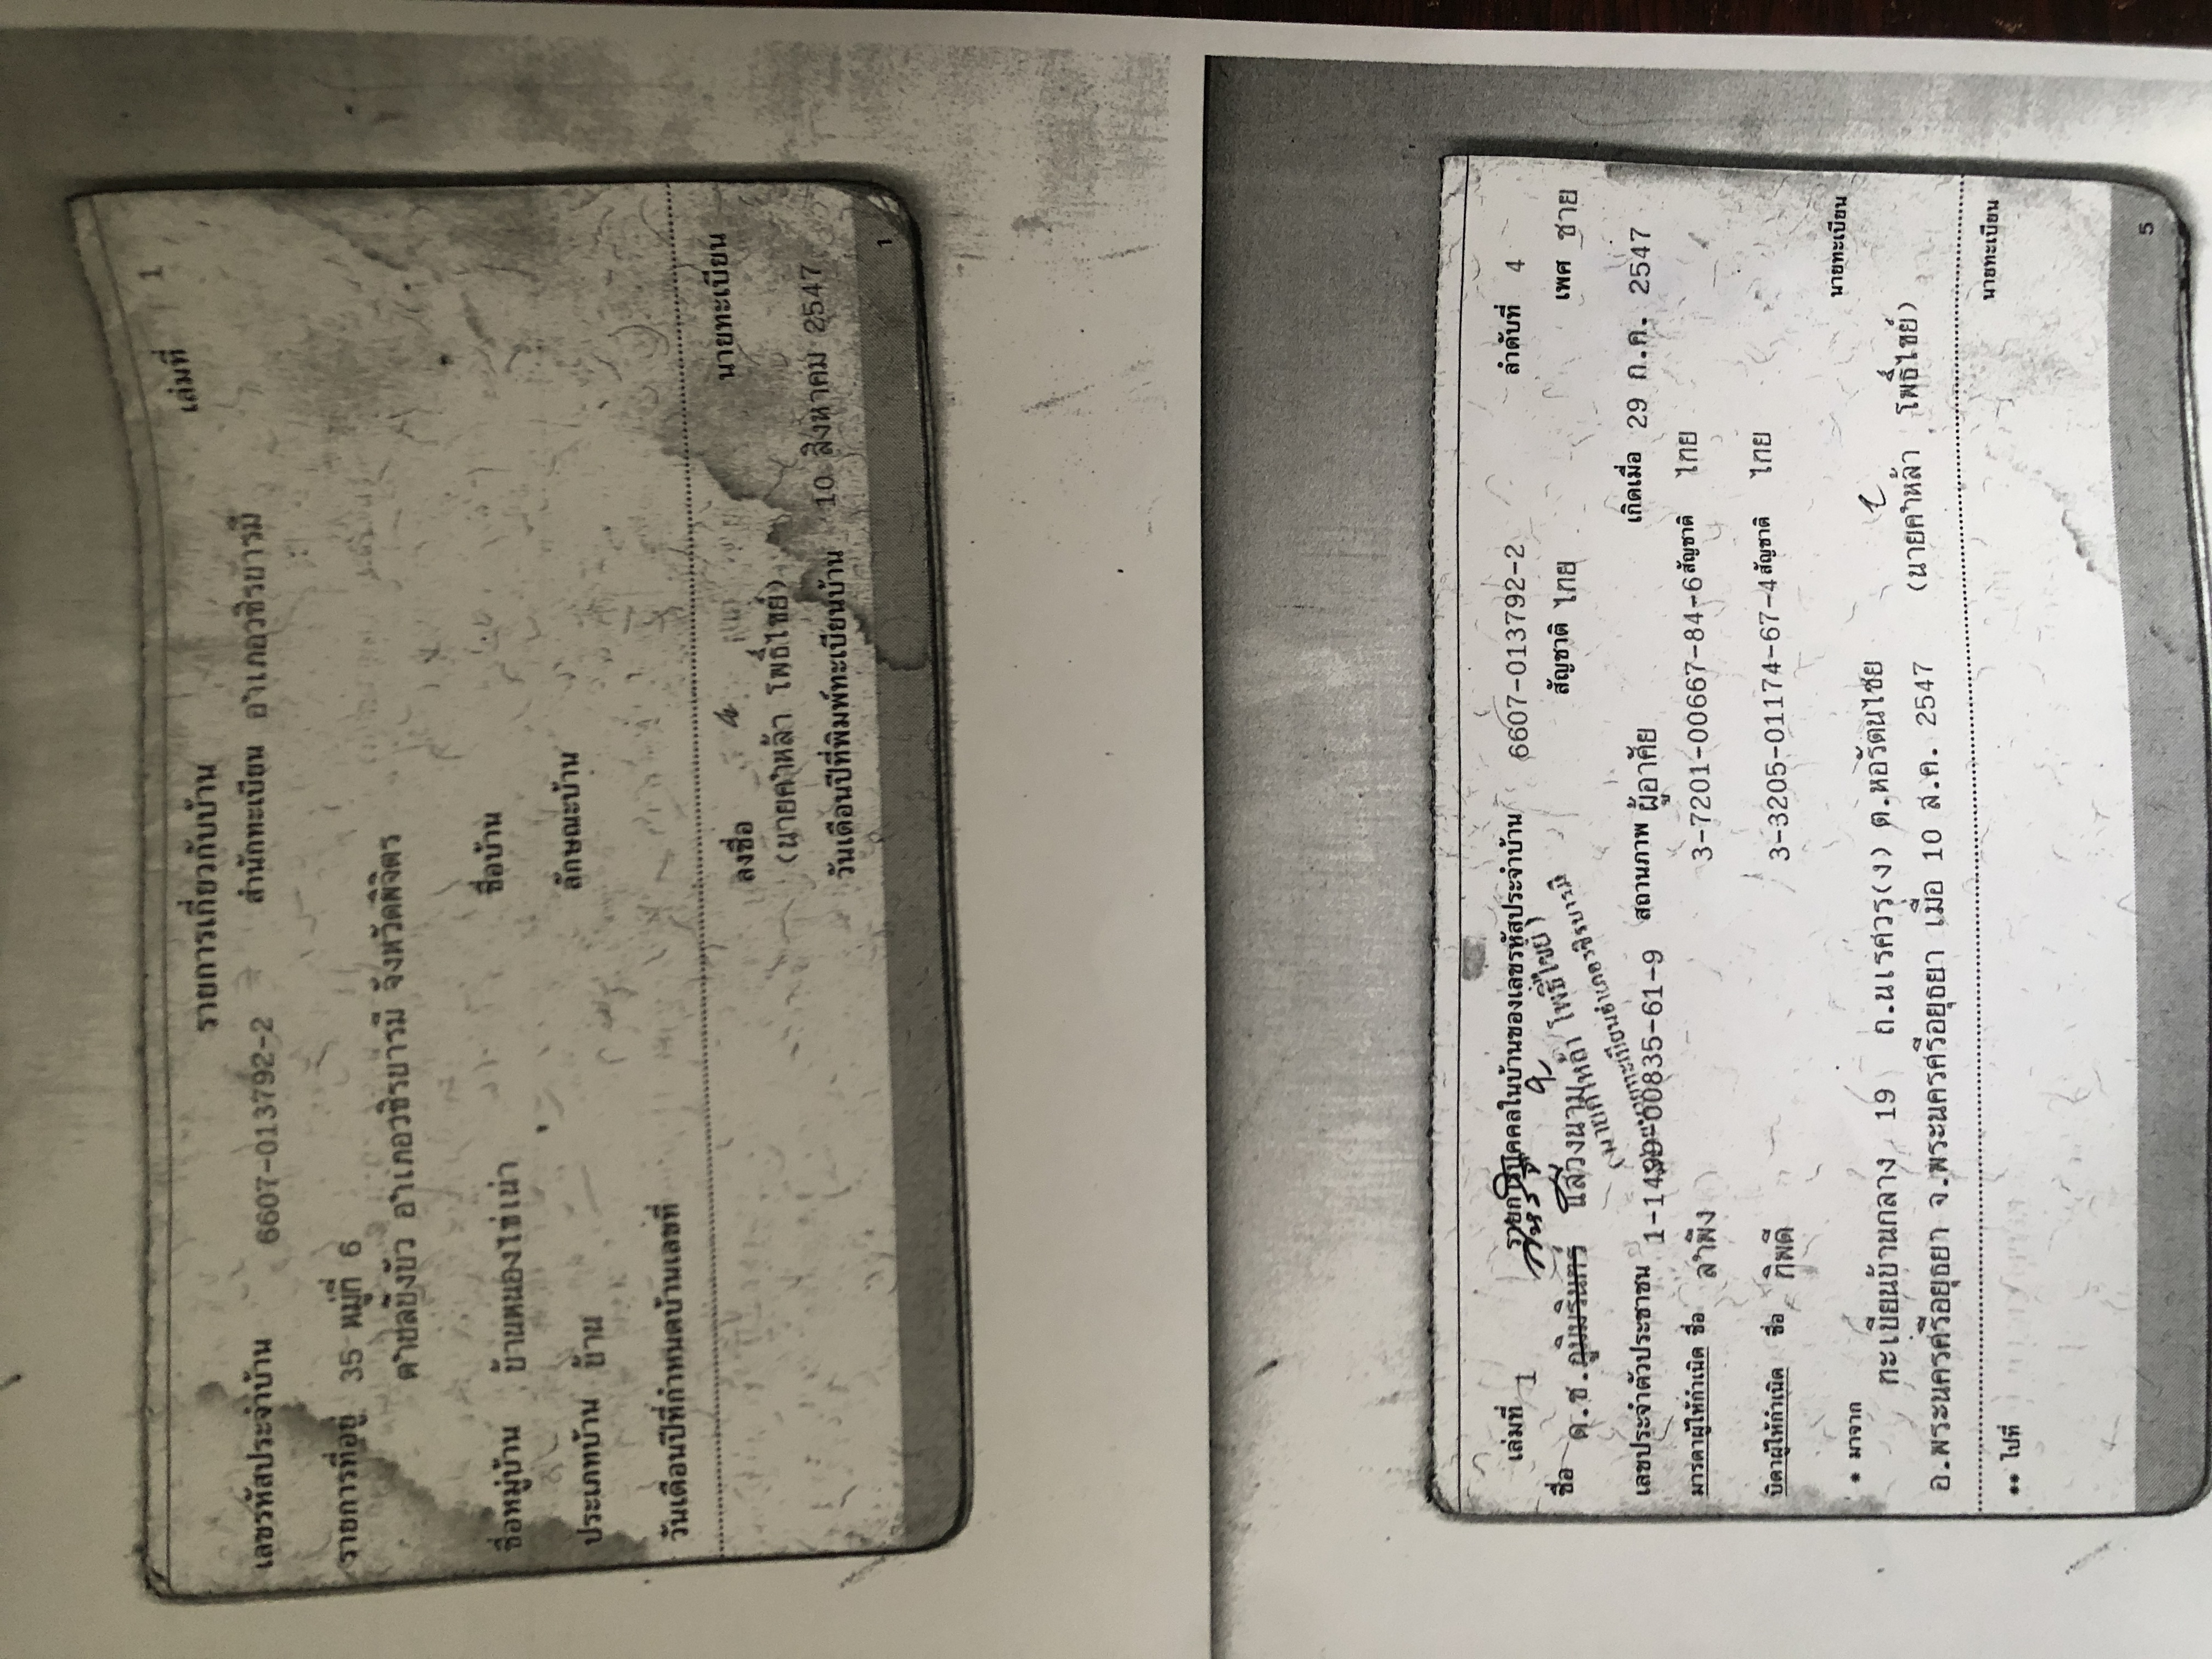 เล่มที่ 1
รายการเกี่ยวกับบ้าน
เลขรหัสประจำบ้าน 6607-013792-2 สำนักทะเบียน อำเภอวชิรบารมี
รายการที่อยู่ 35 หมู่ที่ 6
ตำบลบึงบัว อำเภอวชิรบารมี จังหวัดพิจิตร
ชื่อหมู่บ้าน บ้านหนองไข่เน่า ชื่อบ้าน
ประเภทบ้าน บ้าน ลักษณะบ้าน
วันเดือนปีที่กำหนดบ้านเลขที่
ลงชื่อ นายทะเบียน
(นายคำหล้า โพธิ์ไชย์)
วันเดือนปีที่พิมพ์ทะเบียนบ้าน 10 สิงหาคม 2547
1
เล่มที่ 1 รายการบุคคลในบ้านของเลขรหัสประจำบ้าน 6607-013792-2 ลำดับที่ 4
ชื่อ ด.ช.ภูมิมรินทร์ แสวงนาม สัญชาติ ไทย เพศ ชาย
(นายคำหล้า โพธิ์ไชย์)
นายทะเบียนอำเภอวชิรบารมี
เลขประจำตัวประชาชน 1-1499-00835-61-9 สถานภาพ ผู้อาศัย เกิดเมื่อ 29 ก.ค. 2547
มารดาผู้ให้กำเนิด ชื่อ ลำพึง 3-7201-00667-84-6 สัญชาติ ไทย
บิดาผู้ให้กำเนิด ชื่อ ทิพดี 3-3205-01174-67-4 สัญชาติ ไทย
* มาจาก นายทะเบียน
ทะเบียนบ้านกลาง 19 ถ.นเรศวร(ง) ต.หอรัตนไชย
อ.พระนครศรีอยุธยา จ.พระนครศรีอยุธยา เมื่อ 10 ส.ค. 2547 (นายคำหล้า โพธิ์ไชย์)
** ไปที่ นายทะเบียน
5